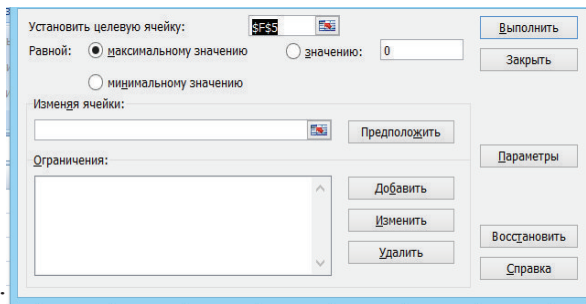 Установить целевую ячейку: $F$5 Выполнить
Равной: максимальному значению значению: 0 Закрыть
минимальному значению
Изменяя ячейки:
Предположить
Ограничения: Параметры
Добавить
Изменить
Удалить Восстановить
Справка